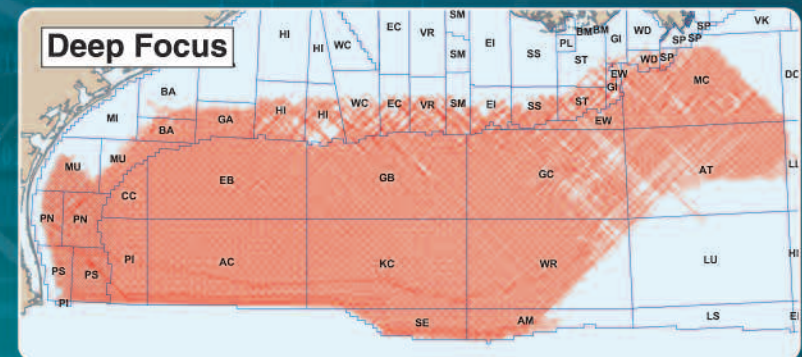 Deep Focus
HI HI WC EC VR SM SM EI SS PL BM BM GI WD SP SP SP VK
ST WD SP DC
BA MI GA HI HI WC EC VR SM EI SS ST EW GI MC
BA EW
MU MU
EB GB GC AT LL
CC
PN PN
PI AC KC WR LU HI
PS PS
PI
SE AM LS E